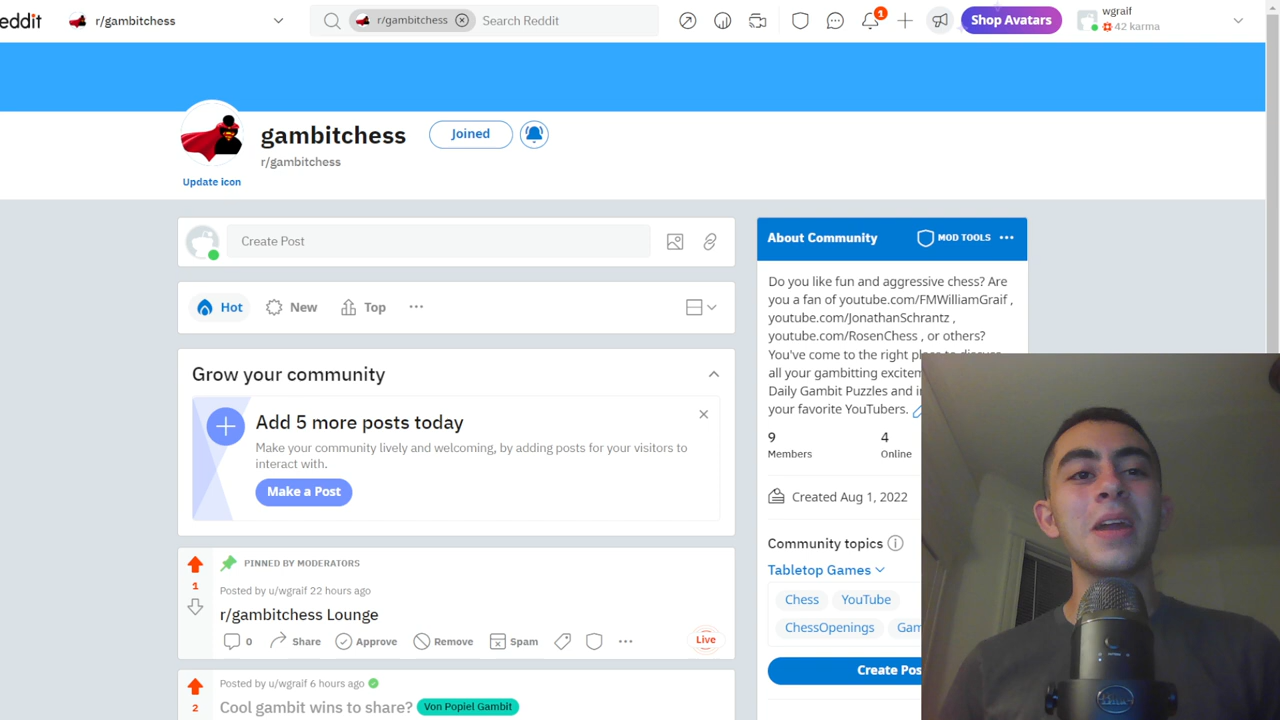 eddit
r/gambitchess
r/gambitchess
Search Reddit
1
Shop Avatars
wgraif
42 karma
gambitchess
Joined
r/gambitchess
Update icon
Create Post
Hot
New
Top
Grow your community
Add 5 more posts today
Make your community lively and welcoming, by adding posts for your visitors to
interact with.
Make a Post
PINNED BY MODERATORS
1
Posted by u/wgraif 22 hours ago
r/gambitchess Lounge
0
Share
Approve
Remove
Spam
Live
Posted by u/wgraif 6 hours ago
2
Cool gambit wins to share?
Von Popiel Gambit
About Community
MOD TOOLS
Do you like fun and aggressive chess? Are
you a fan of youtube.com/FMWilliamGraif ,
youtube.com/JonathanSchrantz ,
youtube.com/RosenChess , or others?
You've come to the right
all your gambitting
Daily Gambit Puzzles and
your favorite YouTubers.
9
4
Members
Online
Created Aug 1, 2022
Community topics
Tabletop Games
Chess
YouTube
ChessOpenings
Gam
Create Pos